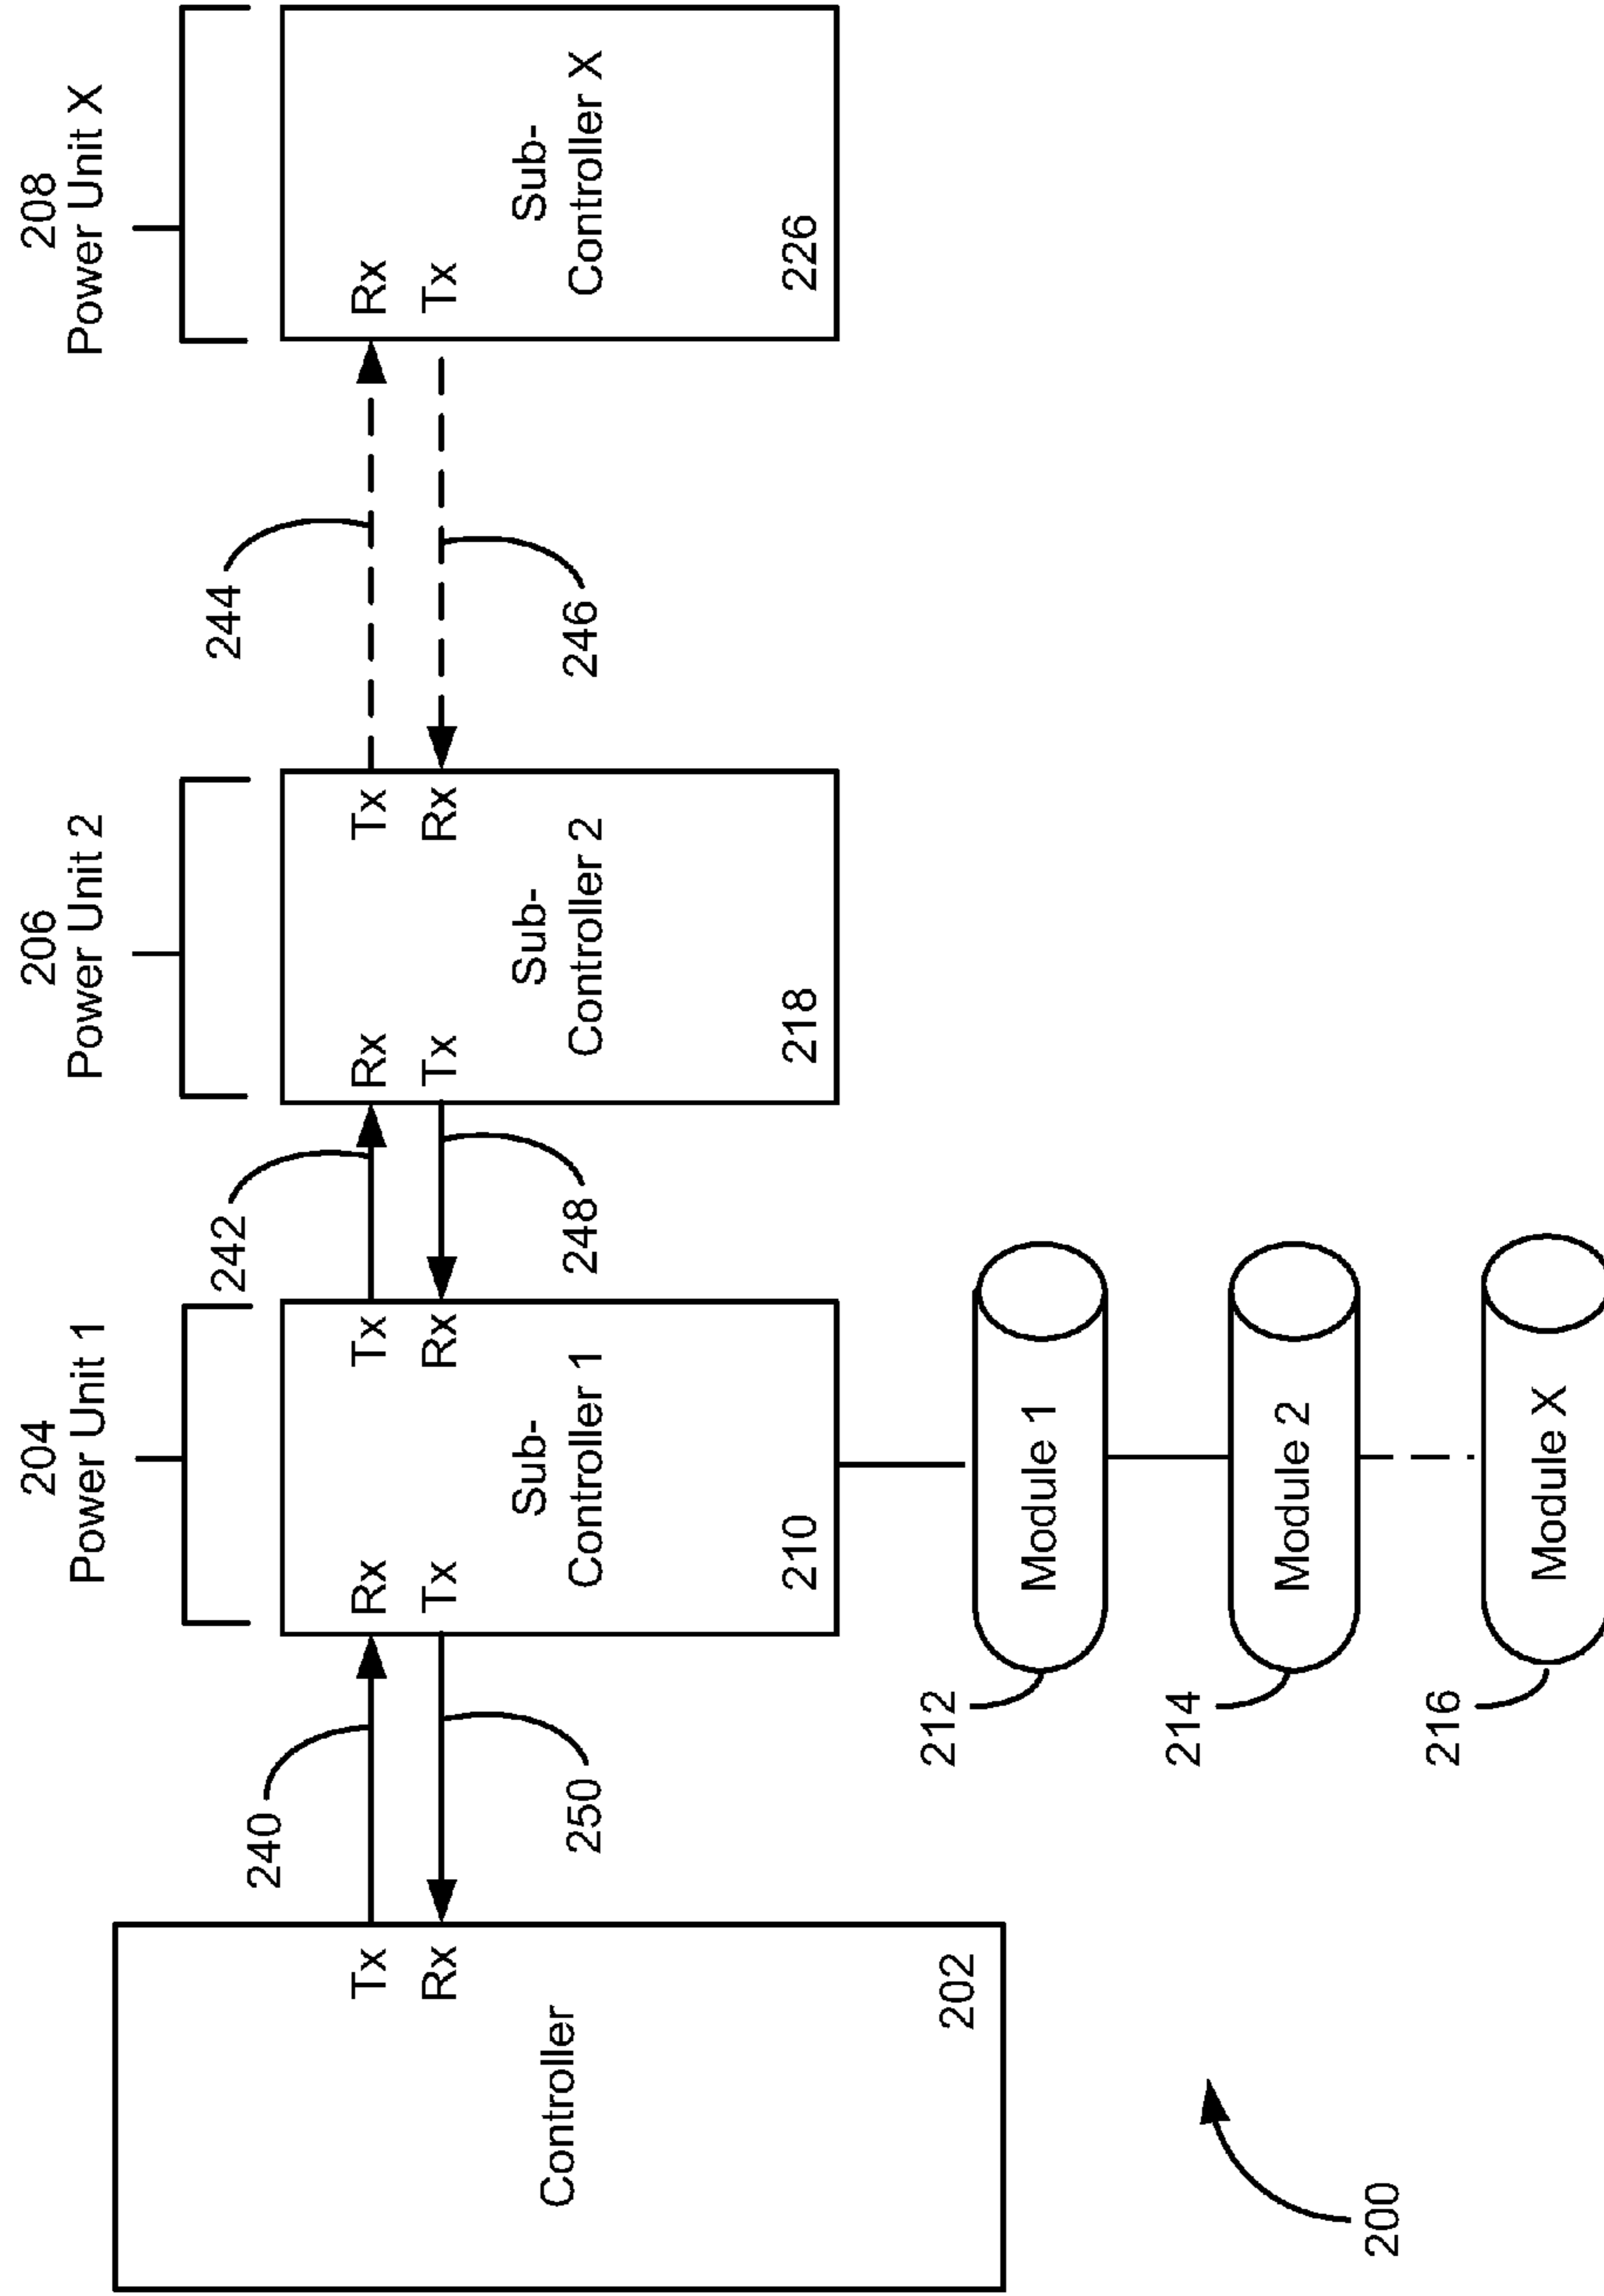 204
Power Unit 1
206
Power Unit 2
208
Power Unit X
240
242
244
Tx
Rx
Tx
Rx
Tx
Rx
Rx
Tx
Rx
Tx
Rx
Tx
250
248
246
Controller
Sub-
Controller 1
Sub-
Controller 2
Sub-
Controller X
202
210
218
226
212
Module 1
214
Module 2
216
Module X
200